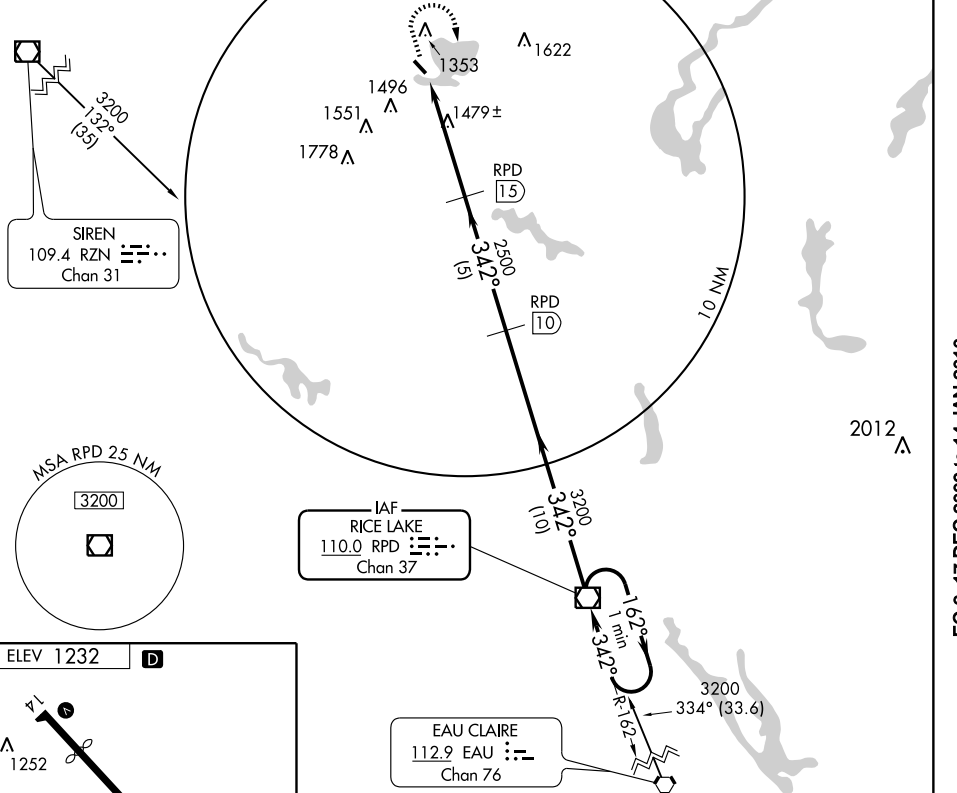 1353
1622
1496
1551
1479±
1778
3200
132°
(35)
RPD
15
SIREN
109.4 RZN
Chan 31
2500
342°
(5)
RPD
10
10 NM
2012
MSA RPD 25 NM
3200
IAF
RICE LAKE
110.0 RPD
Chan 37
3200
342°
(10)
162°
1 min
342°
R-162
3200
334° (33.6)
EAU CLAIRE
112.9 EAU
Chan 76
ELEV 1232 D
14
V
1252